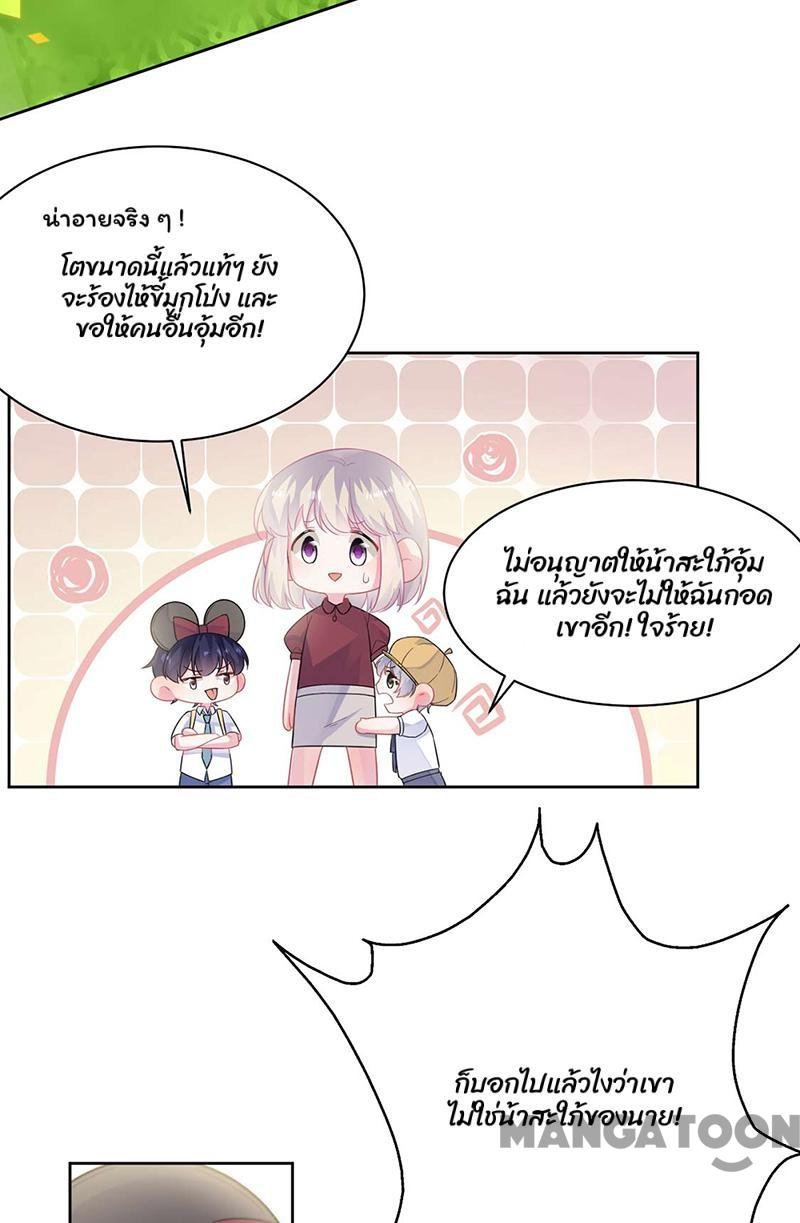 น่าอายจริง ๆ !
โตขนาดนี้แล้วแท้ๆ ยัง
จะร้องไห้ขี้มูกโป่ง และ
ขอให้คนอื่นอุ้มอีก!
ไม่อนุญาตให้น้าสะใภ้อุ้ม
ฉัน แล้วยังจะไม่ให้ฉันกอด
เขาอีก! ใจร้าย!
ก็บอกไปแล้วไงว่าเขา
ไม่ใช่น้าสะใภ้ของนาย!
MANGATOON